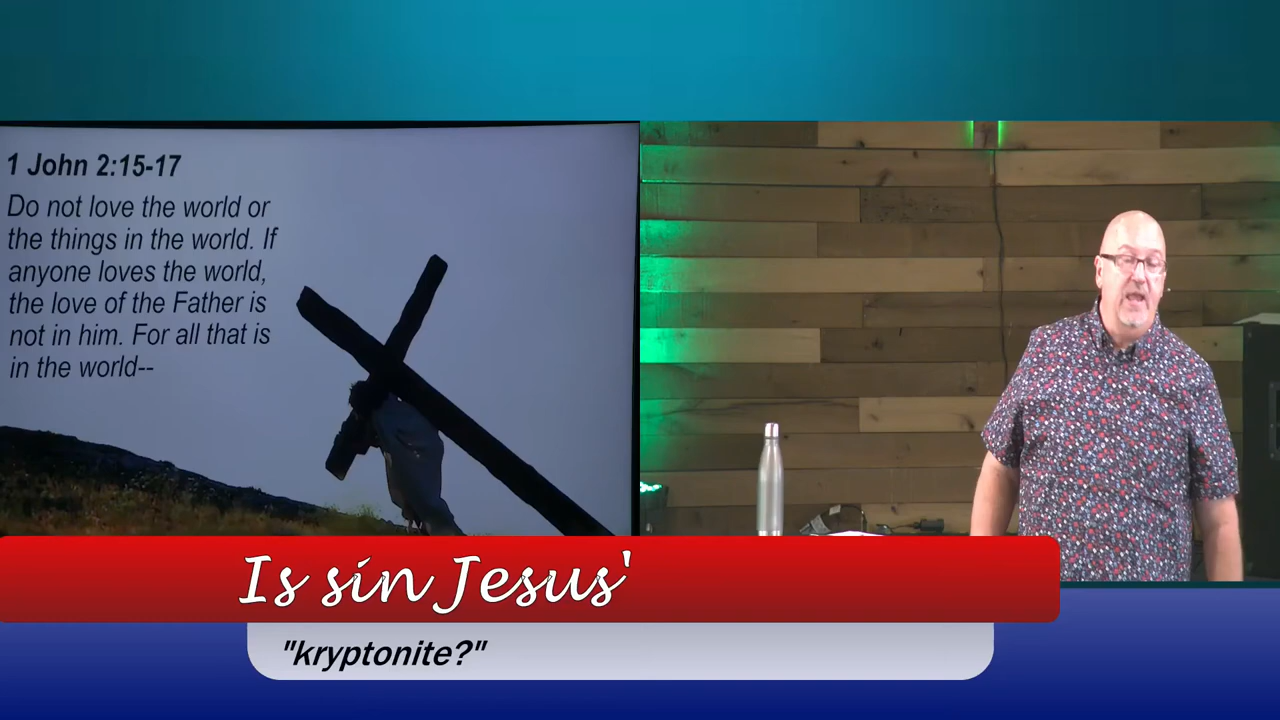 1 John 2:15-17
Do not love the world or
the things in the world. If
anyone loves the world,
the love of the Father is
not in him. For all that is
in the world--
Is sin Jesus'
"kryptonite?"